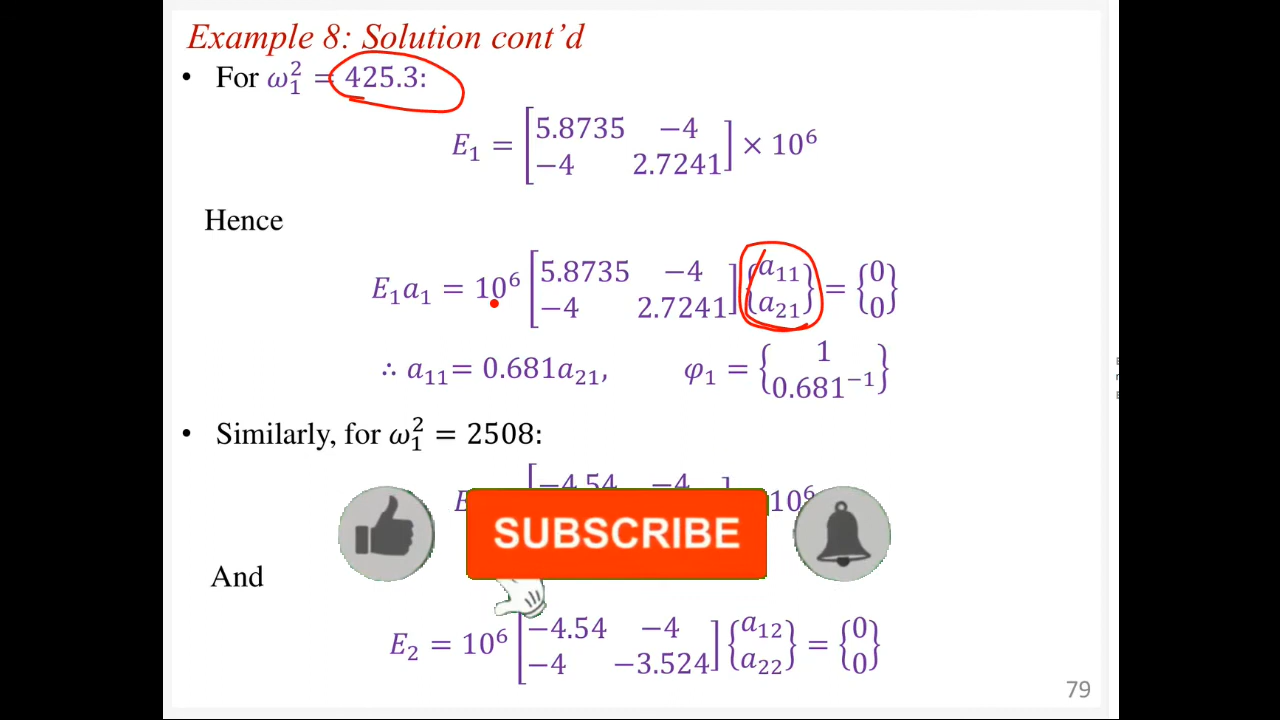 Example 8: Solution cont’d
• For ω₁² = 425.3:
E₁ = [5.8735 −4
−4 2.7241] × 10⁶
Hence
E₁a₁ = 10⁶ [5.8735 −4
−4 2.7241] {a₁₁
a₂₁} = {0
0}
∴ a₁₁ = 0.681a₂₁, φ₁ = {1
0.681⁻¹}
• Similarly, for ω₁² = 2508:
[−4.54 −4] 10⁶
SUBSCRIBE
And
E₂ = 10⁶ [−4.54 −4
−4 −3.524] {a₁₂
a₂₂} = {0
0}
79